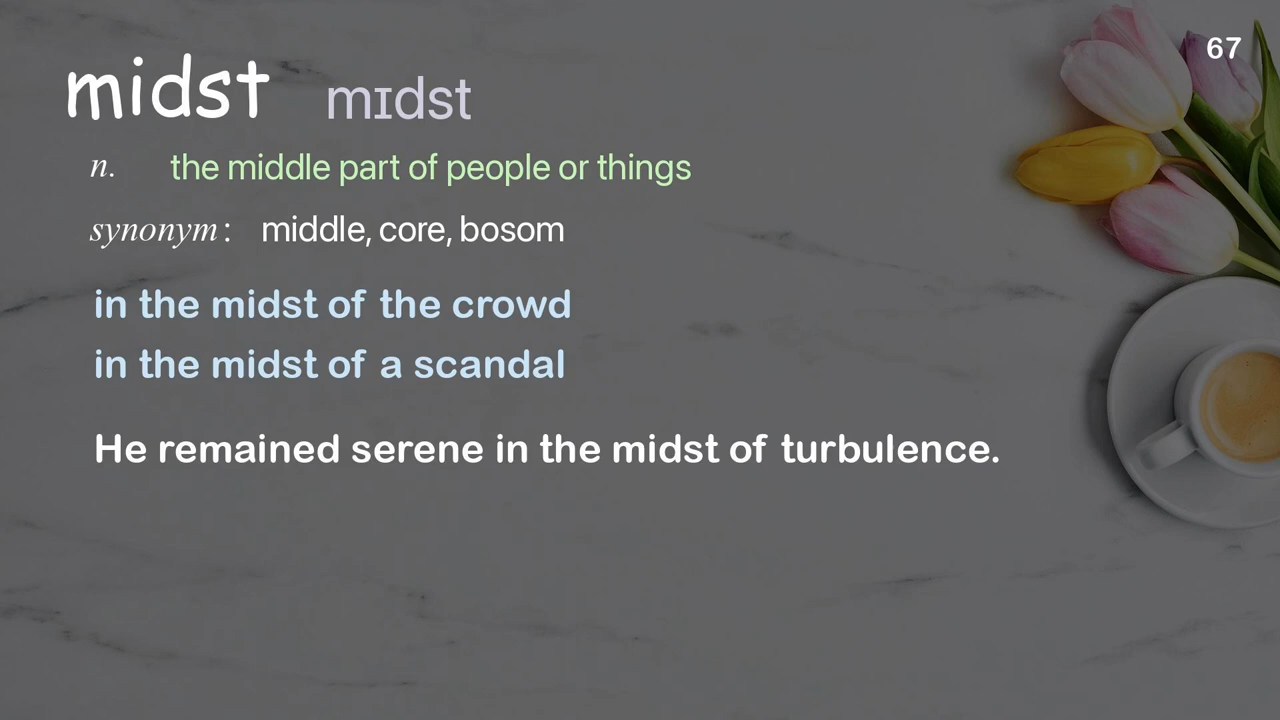 67
midst mɪdst
n. the middle part of people or things
synonym: middle, core, bosom
in the midst of the crowd
in the midst of a scandal
He remained serene in the midst of turbulence.